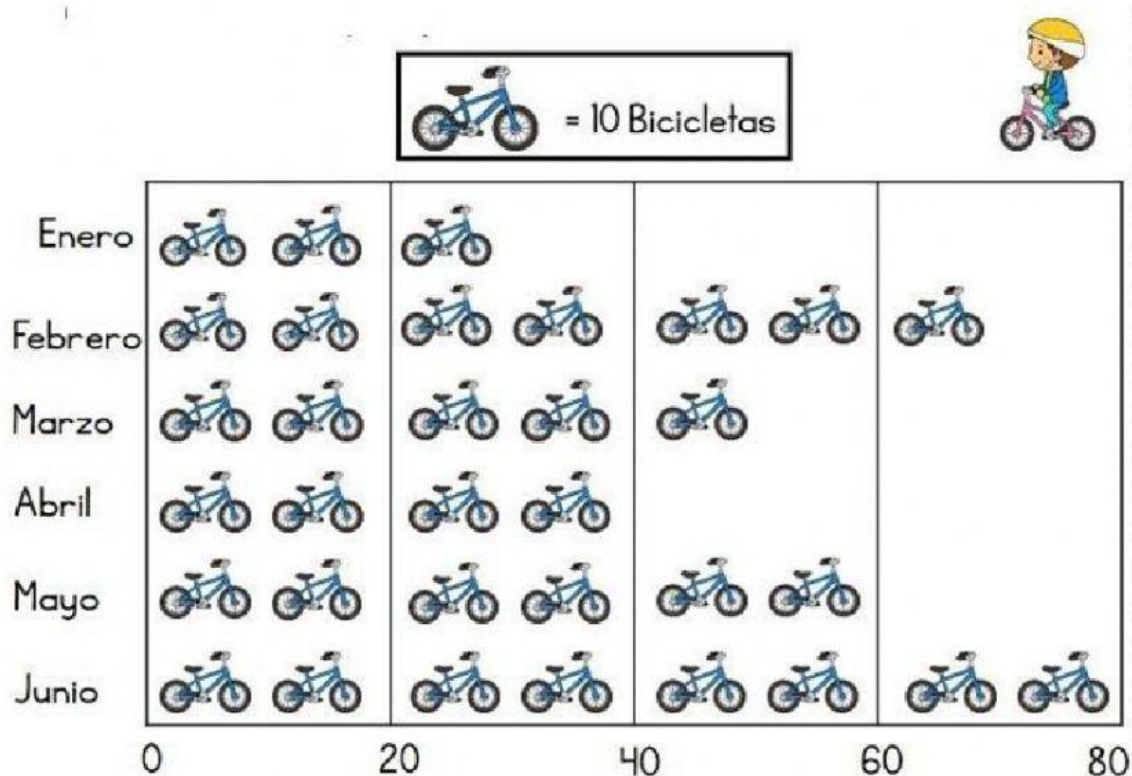 = 10 Bicicletas
Enero
Febrero
Marzo
Abril
Mayo
Junio
0 20 40 60 80